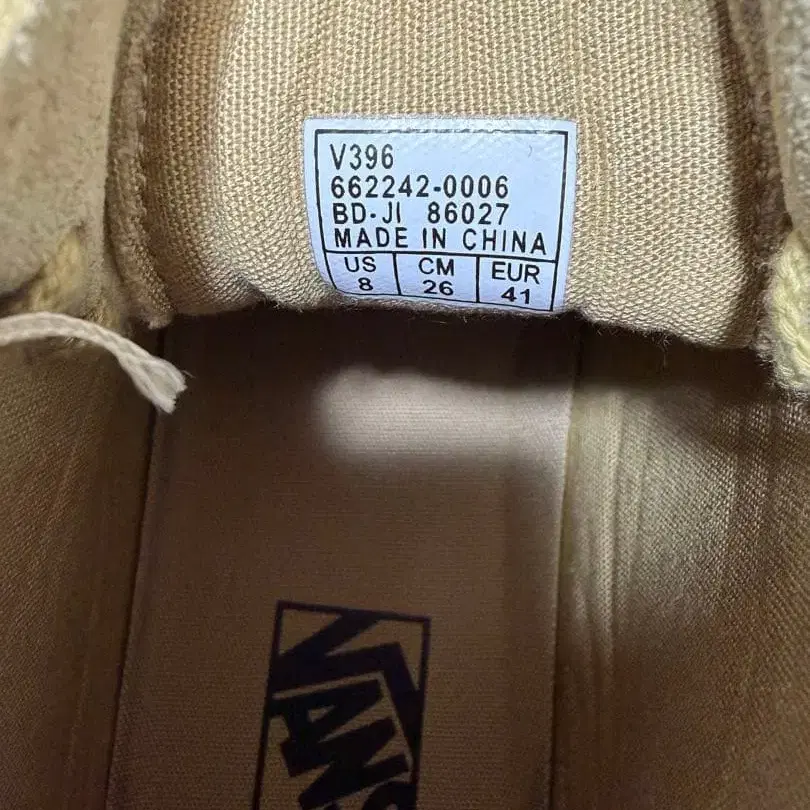 V396
662242-0006
BD-JI 86027
MADE IN CHINA
US CM EUR
8 26 41
VANS